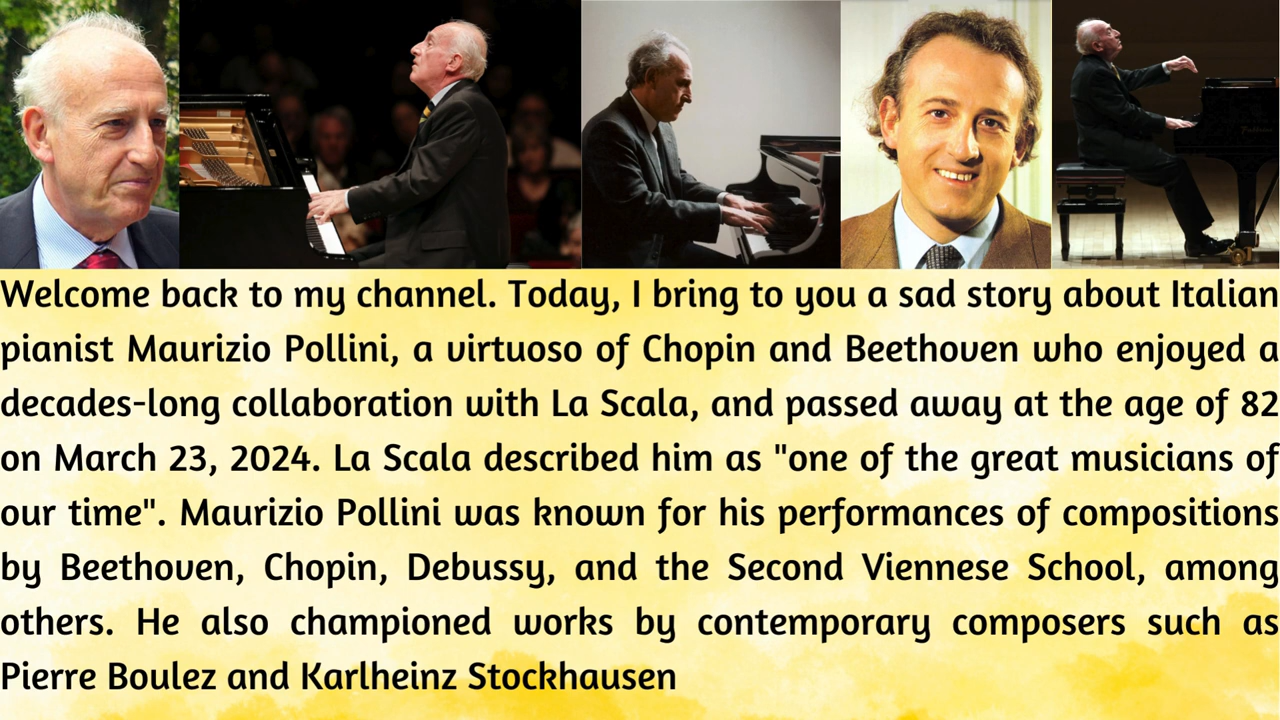 Welcome back to my channel. Today, I bring to you a sad story about Italian
pianist Maurizio Pollini, a virtuoso of Chopin and Beethoven who enjoyed a
decades-long collaboration with La Scala, and passed away at the age of 82
on March 23, 2024. La Scala described him as "one of the great musicians of
our time". Maurizio Pollini was known for his performances of compositions
by Beethoven, Chopin, Debussy, and the Second Viennese School, among
others. He also championed works by contemporary composers such as
Pierre Boulez and Karlheinz Stockhausen